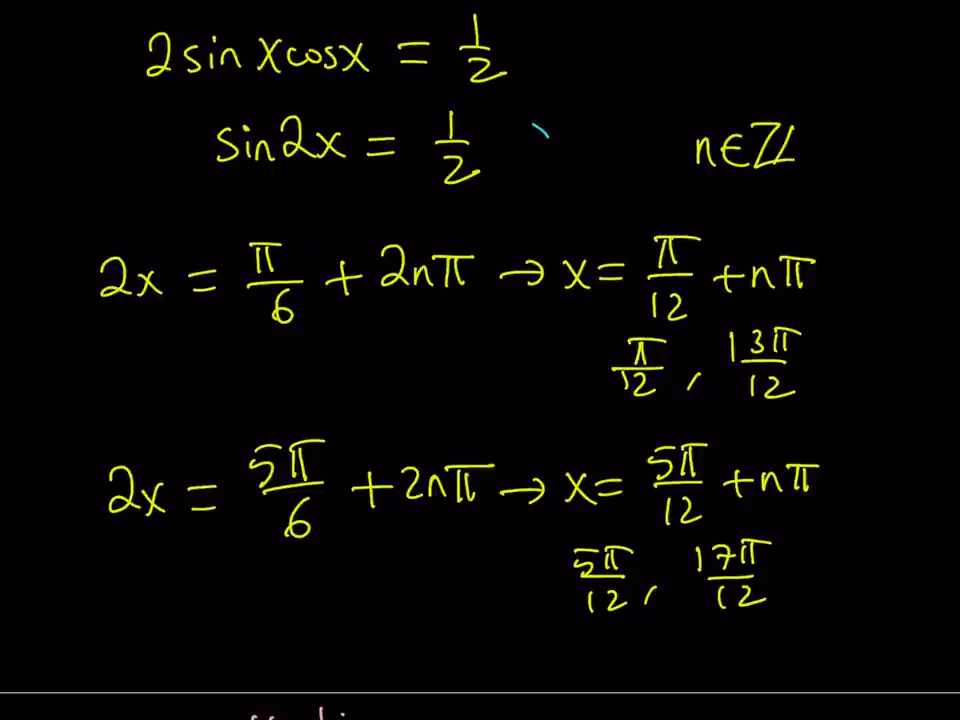 2sinxcosx = 1/2
sin2x = 1/2 n∈ℤ
2x = π/6 + 2nπ → x = π/12 + nπ
π/12 , 13π/12
2x = 5π/6 + 2nπ → x = 5π/12 + nπ
5π/12 , 17π/12